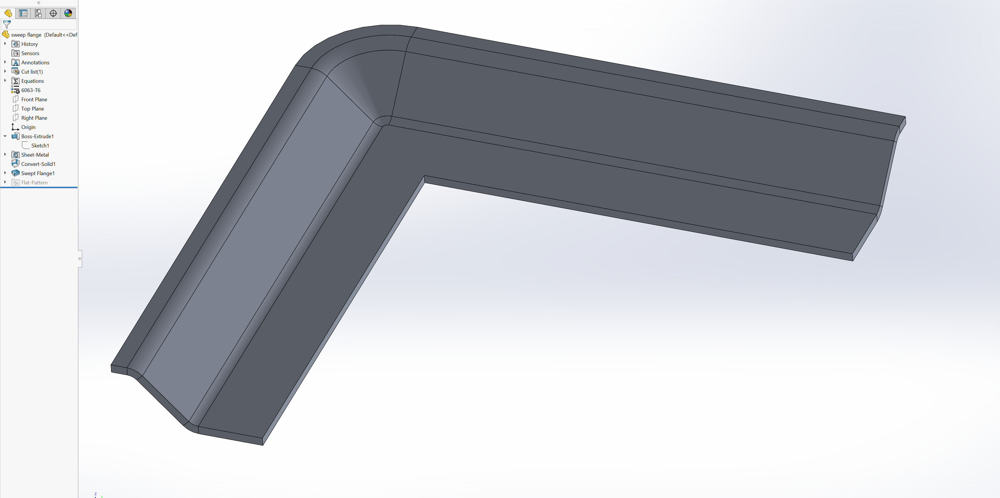 sweep flange (Default<<Def
History
Sensors
Annotations
Cut list(1)
Equations
6063-T6
Front Plane
Top Plane
Right Plane
Origin
Boss-Extrude1
Sketch1
Sheet-Metal
Convert-Solid1
Swept Flange1
Flat-Pattern
Z
Y